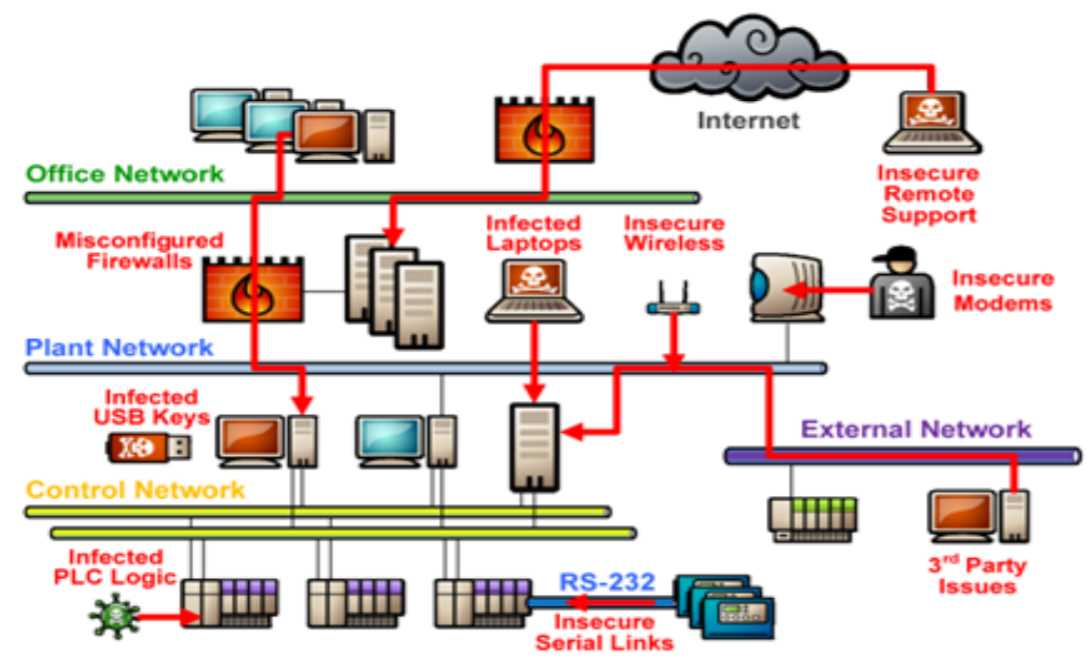 Internet
Office Network
Insecure
Remote
Support
Misconfigured
Firewalls
Infected
Laptops
Insecure
Wireless
Insecure
Modems
Plant Network
Infected
USB Keys
External Network
Control Network
Infected
PLC Logic
RS-232
Insecure
Serial Links
3rd Party
Issues